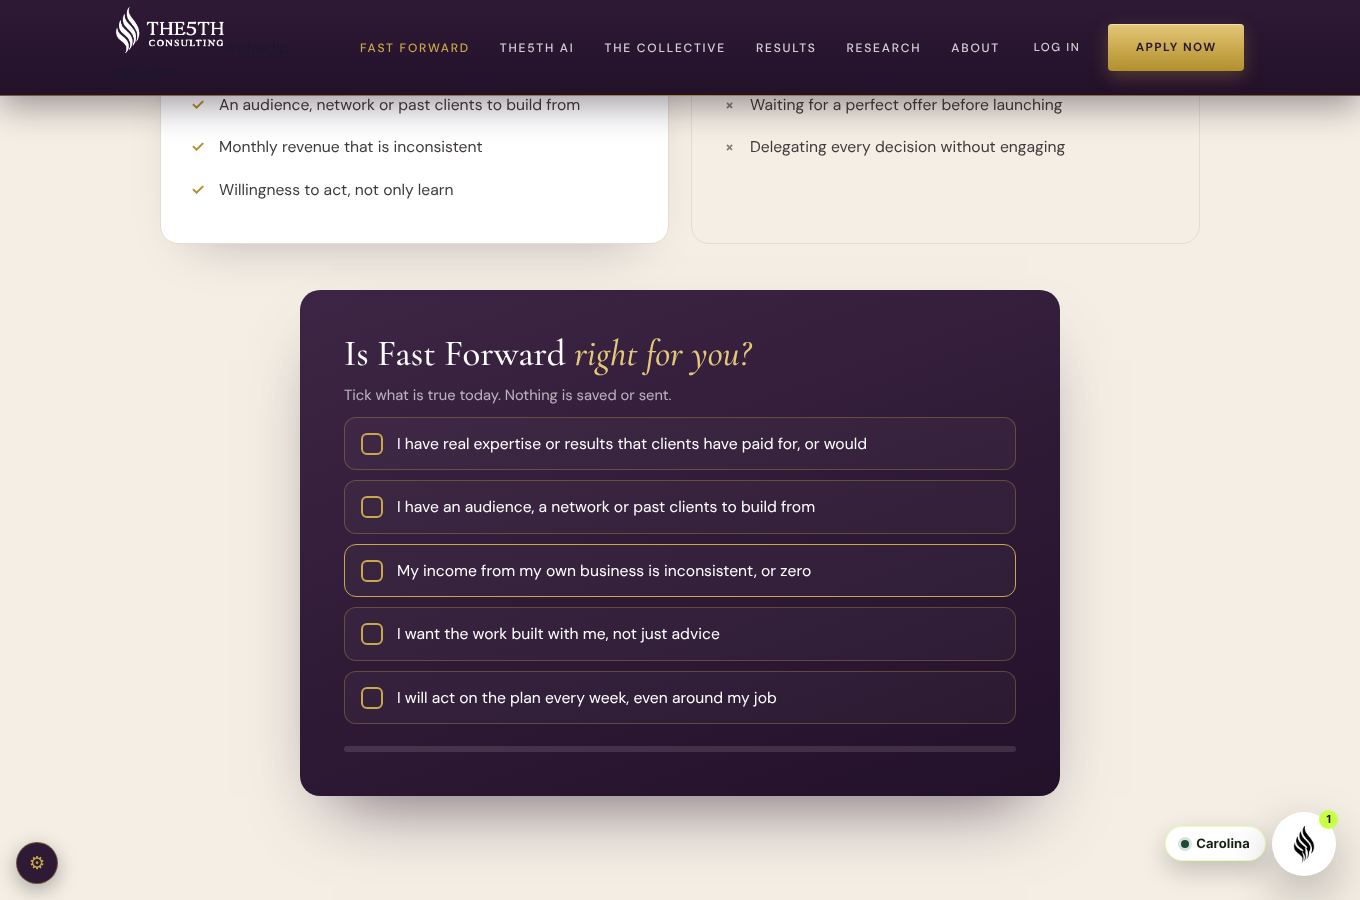 THE5TH
CONSULTING
FAST FORWARD
THE5TH AI
THE COLLECTIVE
RESULTS
RESEARCH
ABOUT
LOG IN
APPLY NOW
An audience, network or past clients to build from
Monthly revenue that is inconsistent
Willingness to act, not only learn
Waiting for a perfect offer before launching
Delegating every decision without engaging
Is Fast Forward right for you?
Tick what is true today. Nothing is saved or sent.
I have real expertise or results that clients have paid for, or would
I have an audience, a network or past clients to build from
My income from my own business is inconsistent, or zero
I want the work built with me, not just advice
I will act on the plan every week, even around my job
Carolina
1